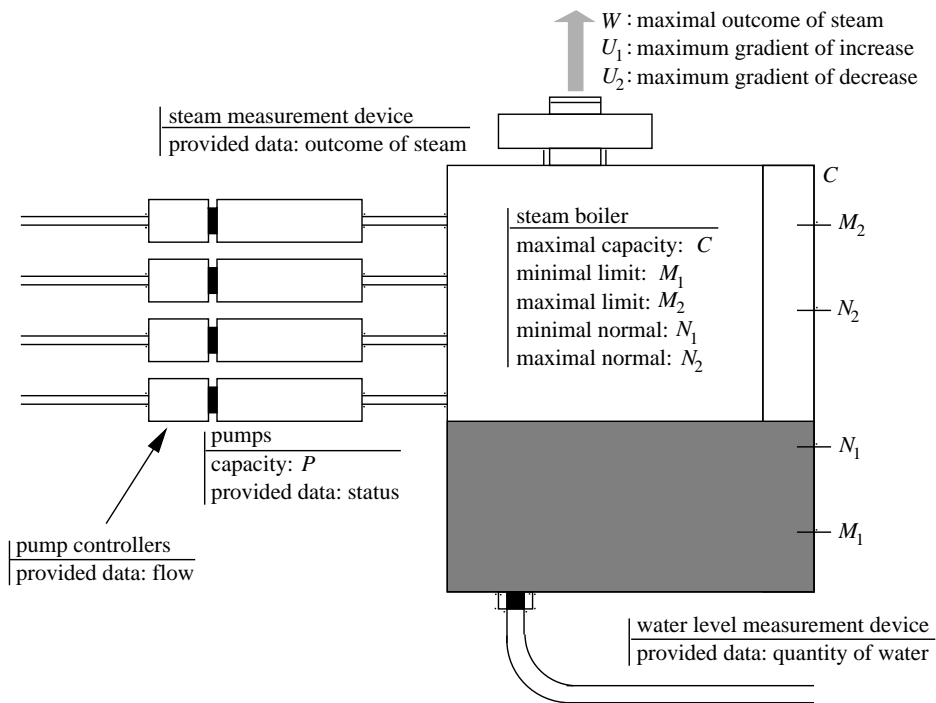 W : maximal outcome of steam
U1 : maximum gradient of increase
U2 : maximum gradient of decrease
steam measurement device
provided data: outcome of steam
C
steam boiler
maximal capacity: C
minimal limit: M1
maximal limit: M2
minimal normal: N1
maximal normal: N2
M2
N2
N1
M1
pumps
capacity: P
provided data: status
pump controllers
provided data: flow
water level measurement device
provided data: quantity of water